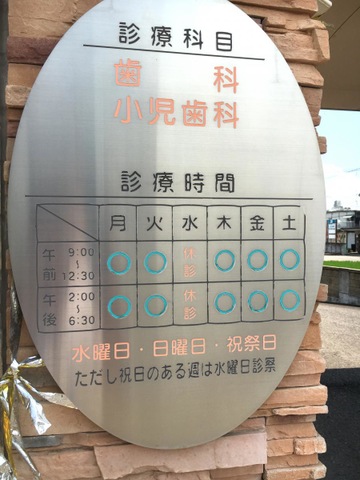 診療科目
歯科
小児歯科
診療時間
月 火 水 木 金 土
午前 9:00〜12:30 ○ ○ 休診 ○ ○ ○
午後 2:00〜6:30 ○ ○ 休診 ○ ○ ○
水曜日・日曜日・祝祭日
ただし祝日のある週は水曜日診察